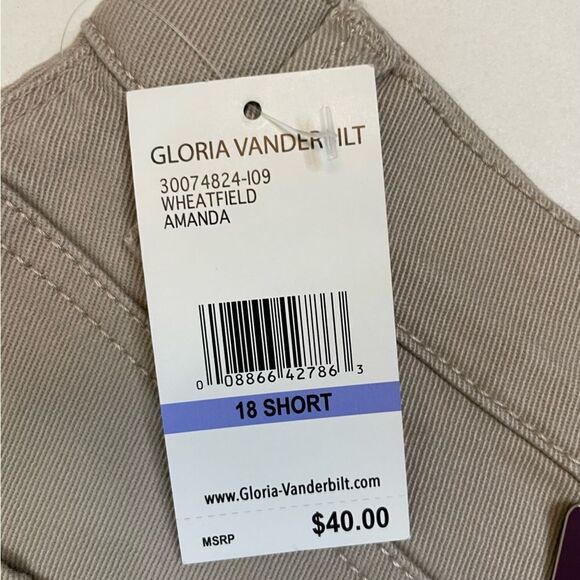 GLORIA VANDERBILT
30074824-I09
WHEATFIELD
AMANDA
0 08866 42786 3
18 SHORT
www.Gloria-Vanderbilt.com
MSRP $40.00